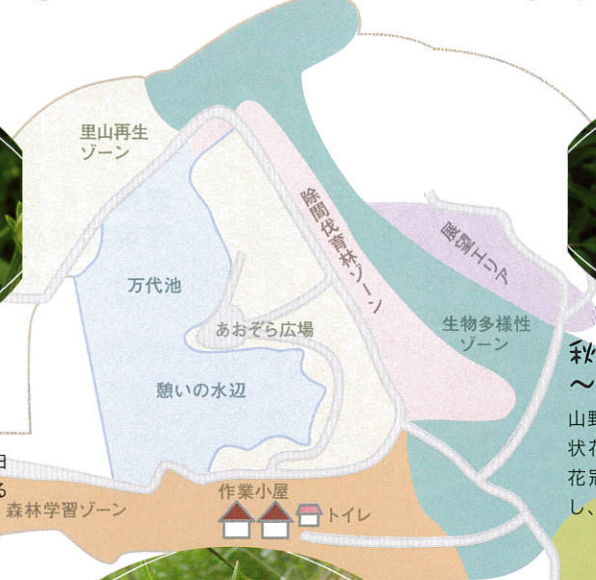 里山再生
ゾーン
除間伐育林ゾーン
展望エリア
万代池
あおぞら広場
生物多様性
ゾーン
憩いの水辺
秋
～
山野
状花
花冠
し、
日
る
作業小屋
森林学習ゾーン
トイレ